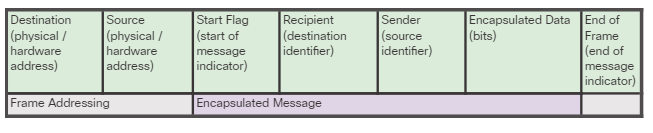 Destination
(physical /
hardware
address)
Source
(physical /
hardware
address)
Start Flag
(start of
message
indicator)
Recipient
(destination
identifier)
Sender
(source
identifier)
Encapsulated Data
(bits)
End of
Frame
(end of
message
indicator)
Frame Addressing
Encapsulated Message